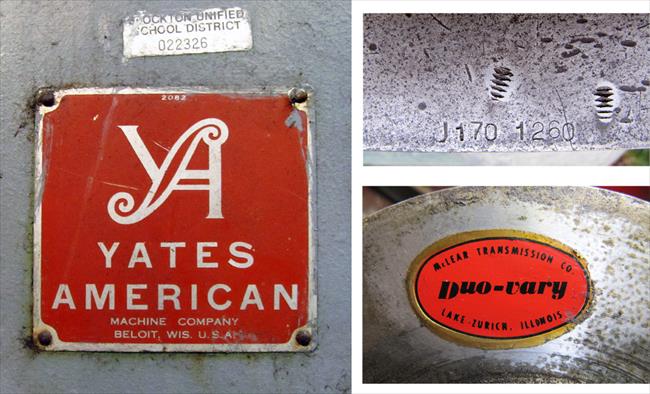 STOCKTON UNIFIED
SCHOOL DISTRICT
022326
2082
YA
YATES
AMERICAN
MACHINE COMPANY
BELOIT, WIS. U.S.A.
J170 1260
McLEAR TRANSMISSION CO.
Duo-vary
LAKE-ZURICH, ILLINOIS